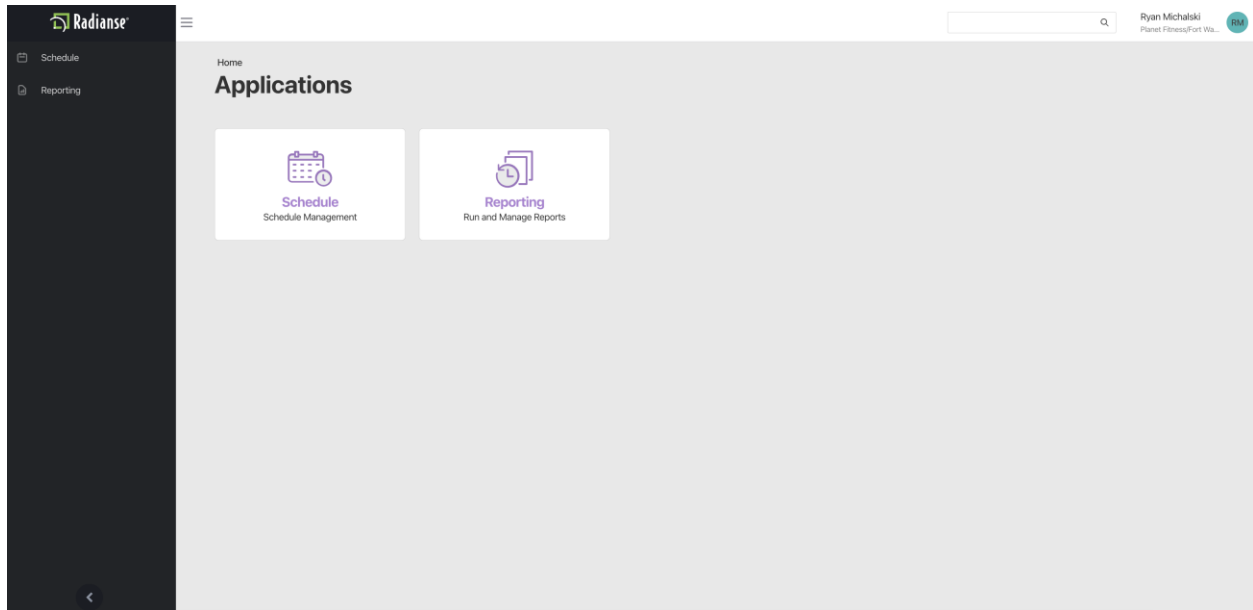 Radianse®
Schedule
Reporting
Ryan Michalski
Planet Fitness/Fort Wa...
RM
Home
Applications
Schedule
Schedule Management
Reporting
Run and Manage Reports